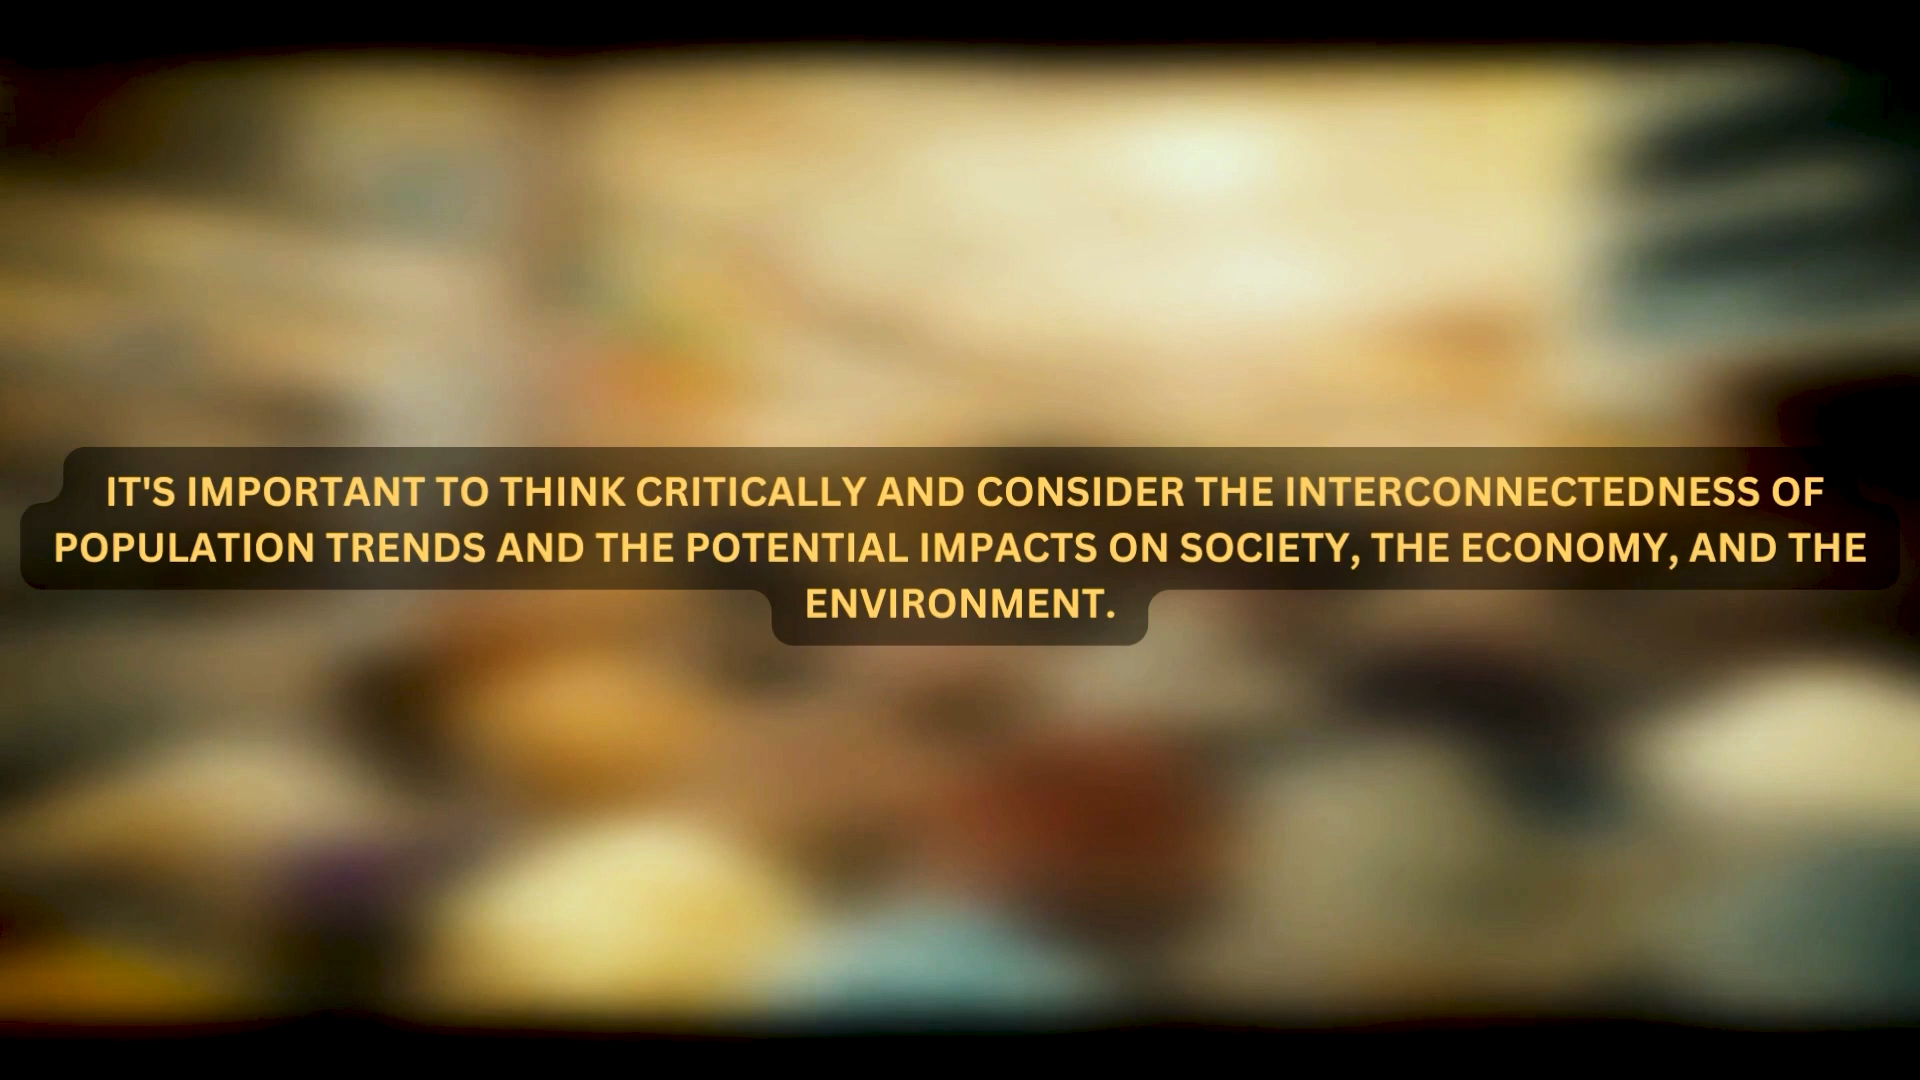 IT'S IMPORTANT TO THINK CRITICALLY AND CONSIDER THE INTERCONNECTEDNESS OF
POPULATION TRENDS AND THE POTENTIAL IMPACTS ON SOCIETY, THE ECONOMY, AND THE
ENVIRONMENT.